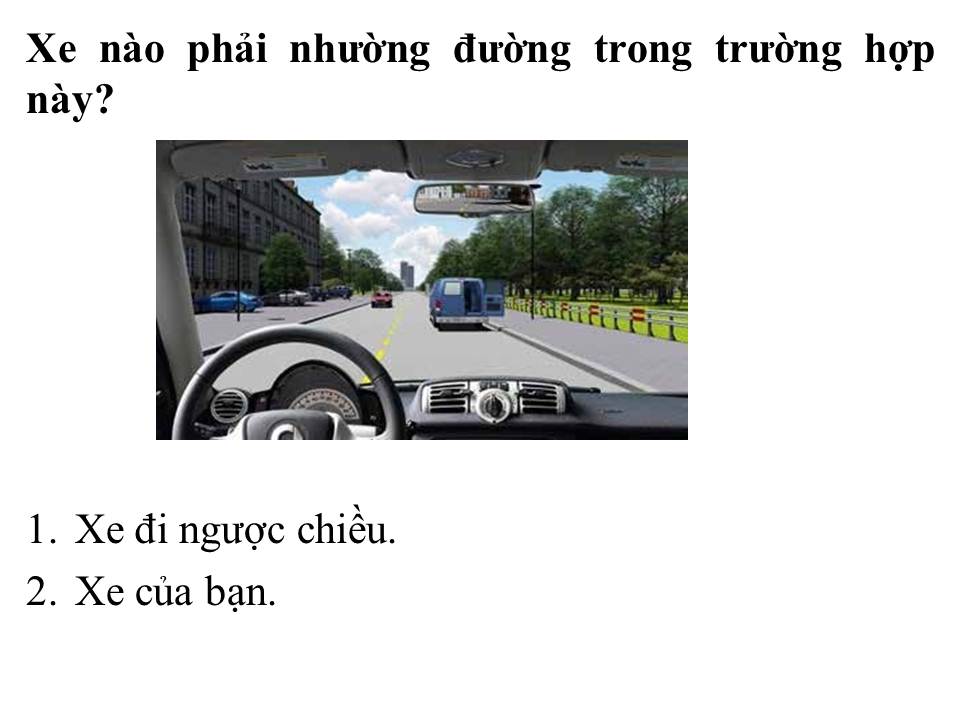 Xe nào phải nhường đường trong trường hợp
này?
1. Xe đi ngược chiều.
2. Xe của bạn.